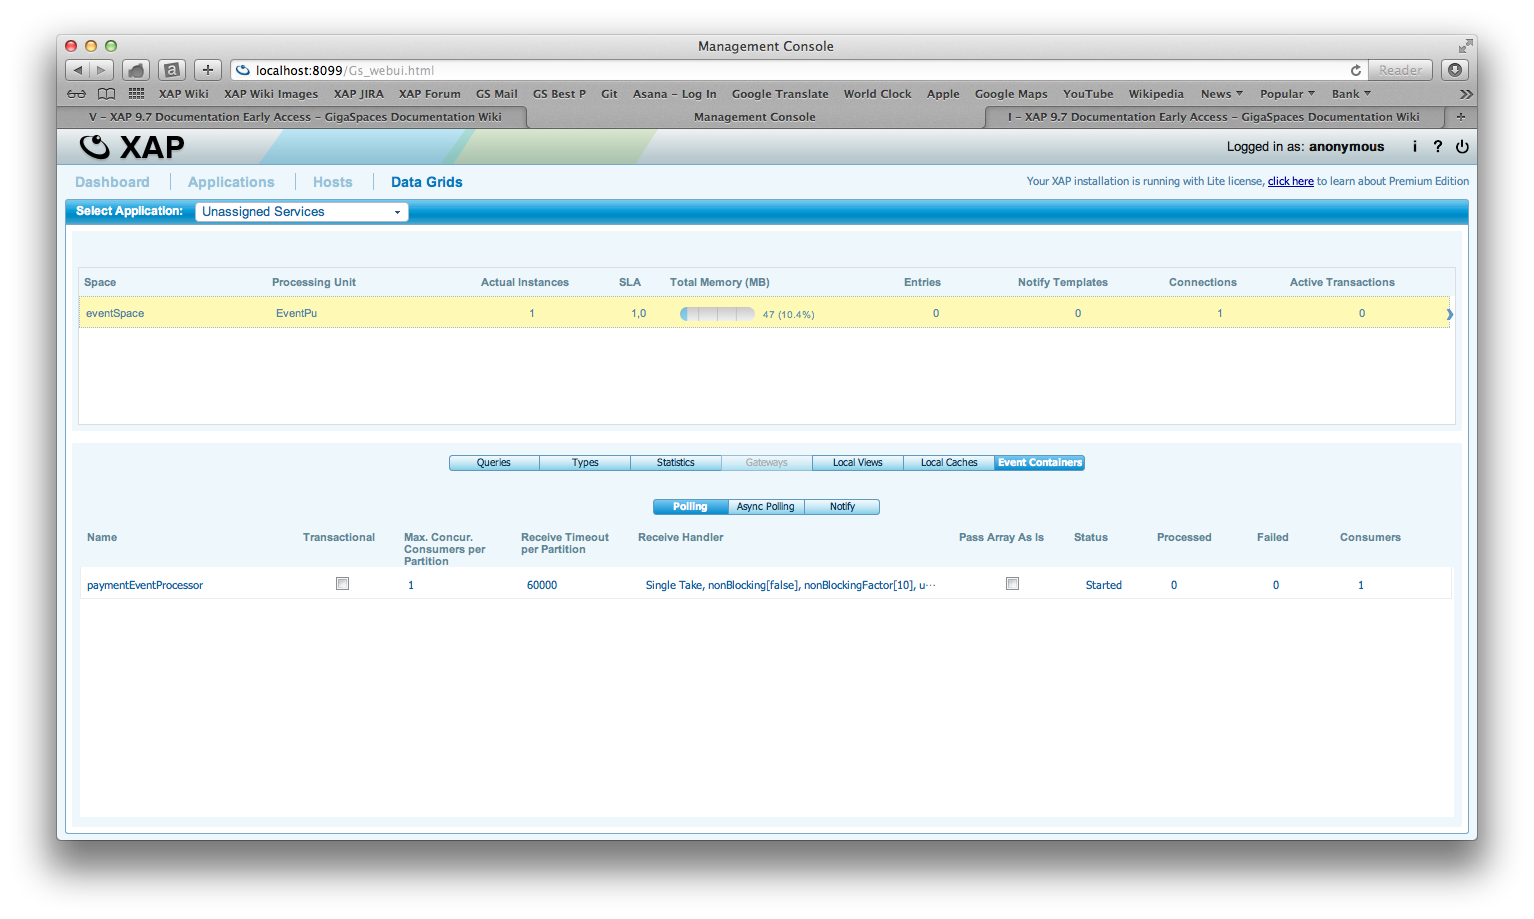 Management Console
localhost:8099/Gs_webui.html
Reader
XAP Wiki XAP Wiki Images XAP JIRA XAP Forum GS Mail GS Best P Git Asana – Log In Google Translate World Clock Apple Google Maps YouTube Wikipedia News Popular Bank
V – XAP 9.7 Documentation Early Access – GigaSpaces Documentation Wiki Management Console I – XAP 9.7 Documentation Early Access – GigaSpaces Documentation Wiki
XAP Logged in as: anonymous i ?
Dashboard Applications Hosts Data Grids Your XAP installation is running with Lite license, click here to learn about Premium Edition
Select Application: Unassigned Services
Space Processing Unit Actual Instances SLA Total Memory (MB) Entries Notify Templates Connections Active Transactions
eventSpace EventPu 1 1,0 47 (10.4%) 0 0 1 0
Queries Types Statistics Gateways Local Views Local Caches Event Containers
Polling Async Polling Notify
Name Transactional Max. Concur. Receive Timeout Receive Handler Pass Array As Is Status Processed Failed Consumers
Consumers per per Partition
Partition
paymentEventProcessor 1 60000 Single Take, nonBlocking[false], nonBlockingFactor[10], u... Started 0 0 1